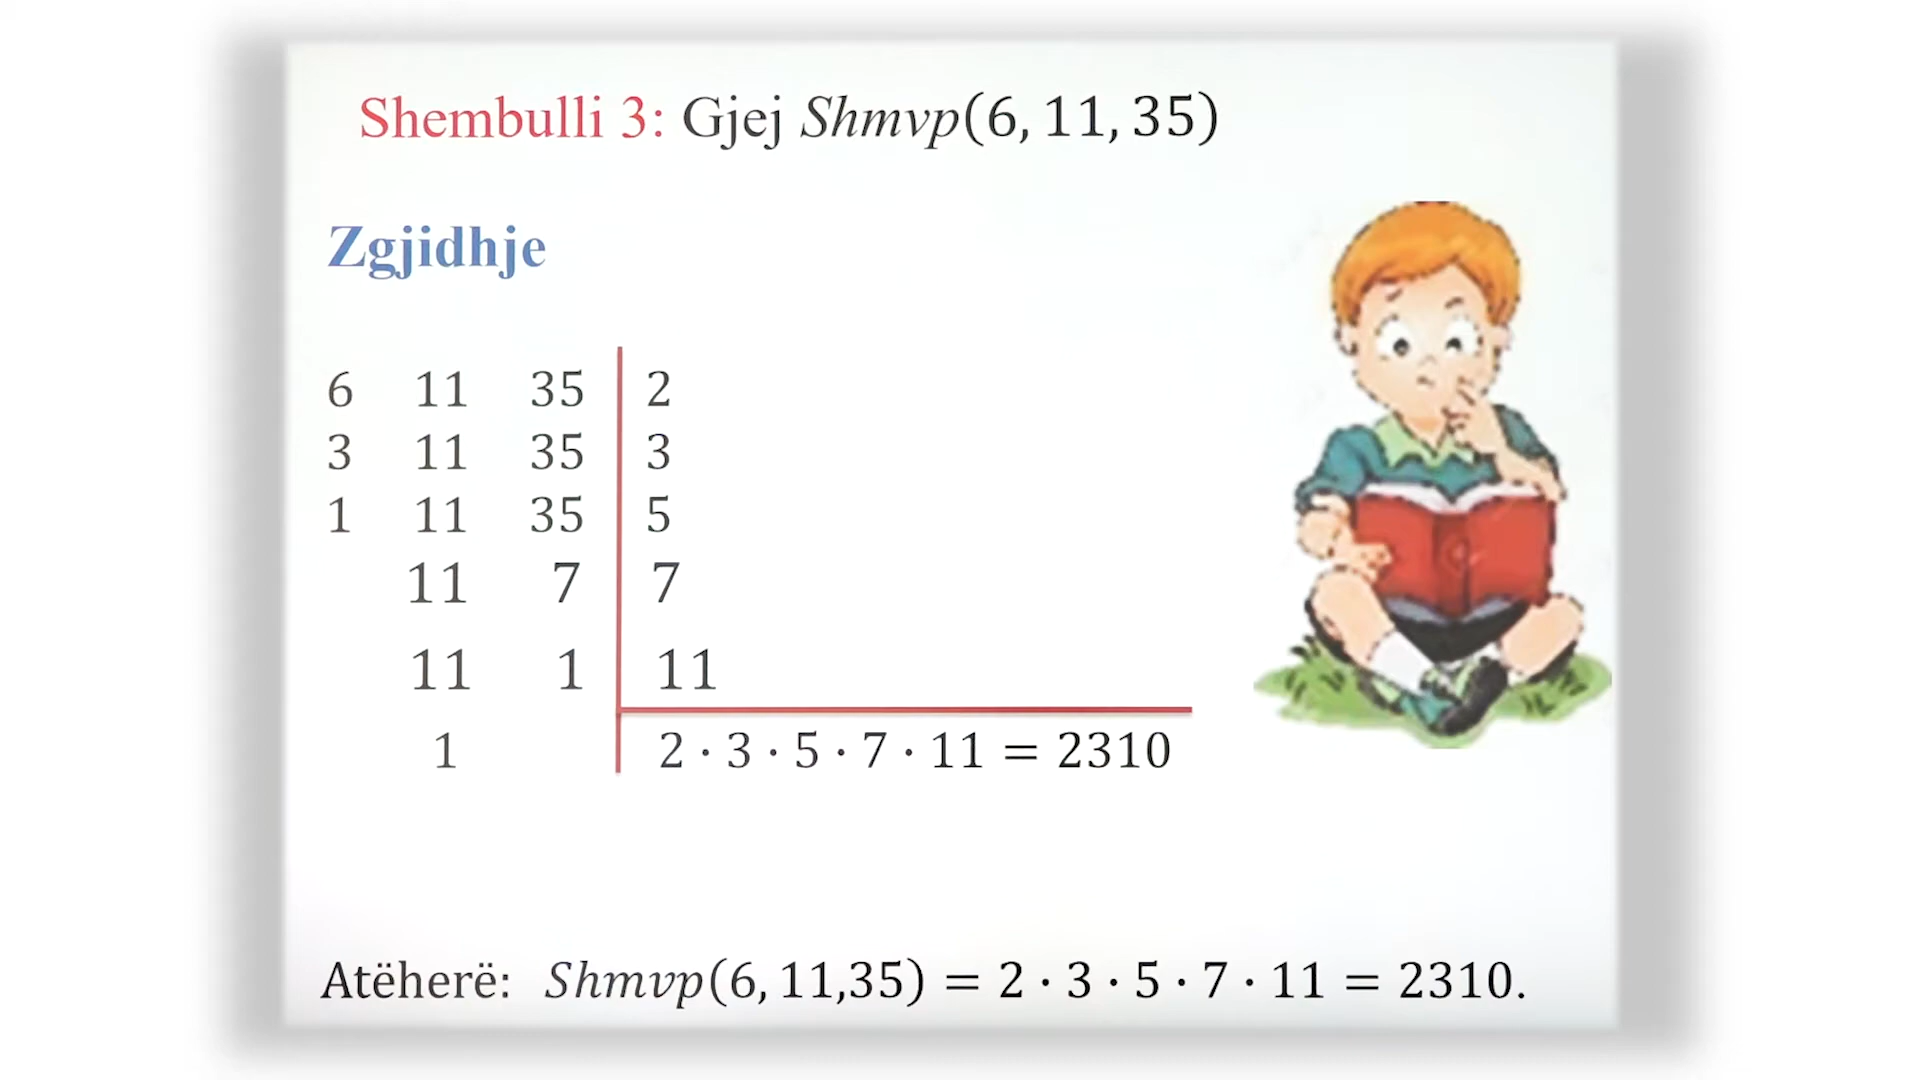 Shembulli 3: Gjej Shmvp(6, 11, 35)
Zgjidhje
6 11 35 2
3 11 35 3
1 11 35 5
11 7 7
11 1 11
1 2 · 3 · 5 · 7 · 11 = 2310
Atëherë: Shmvp(6, 11,35) = 2 · 3 · 5 · 7 · 11 = 2310.